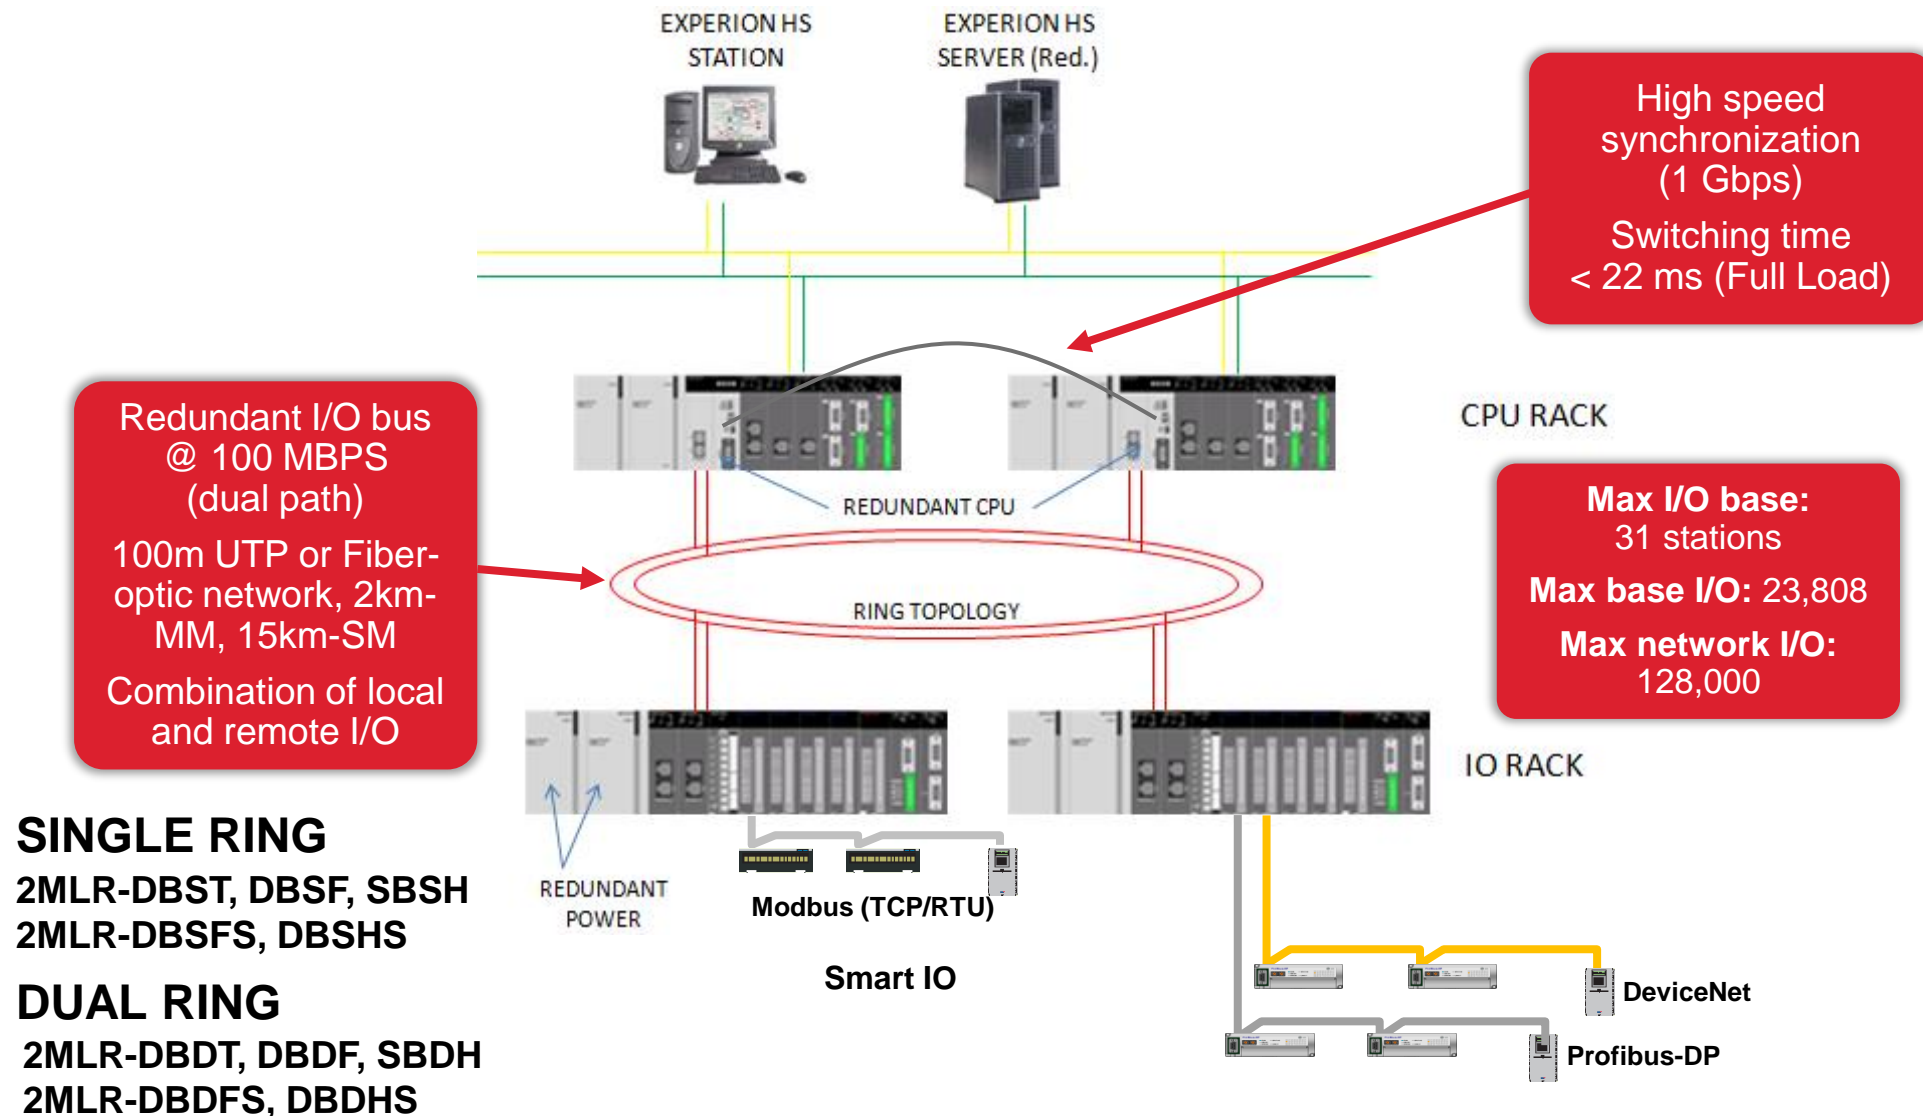 EXPERION HS
STATION
EXPERION HS
SERVER (Red.)
High speed
synchronization
(1 Gbps)
Switching time
< 22 ms (Full Load)
Redundant I/O bus
@ 100 MBPS
(dual path)
100m UTP or Fiber-
optic network, 2km-
MM, 15km-SM
Combination of local
and remote I/O
CPU RACK
REDUNDANT CPU
Max I/O base:
31 stations
Max base I/O: 23,808
Max network I/O:
128,000
RING TOPOLOGY
IO RACK
SINGLE RING
2MLR-DBST, DBSF, SBSH
2MLR-DBSFS, DBSHS
DUAL RING
2MLR-DBDT, DBDF, SBDH
2MLR-DBDFS, DBDHS
REDUNDANT
POWER
Modbus (TCP/RTU)
Smart IO
DeviceNet
Profibus-DP